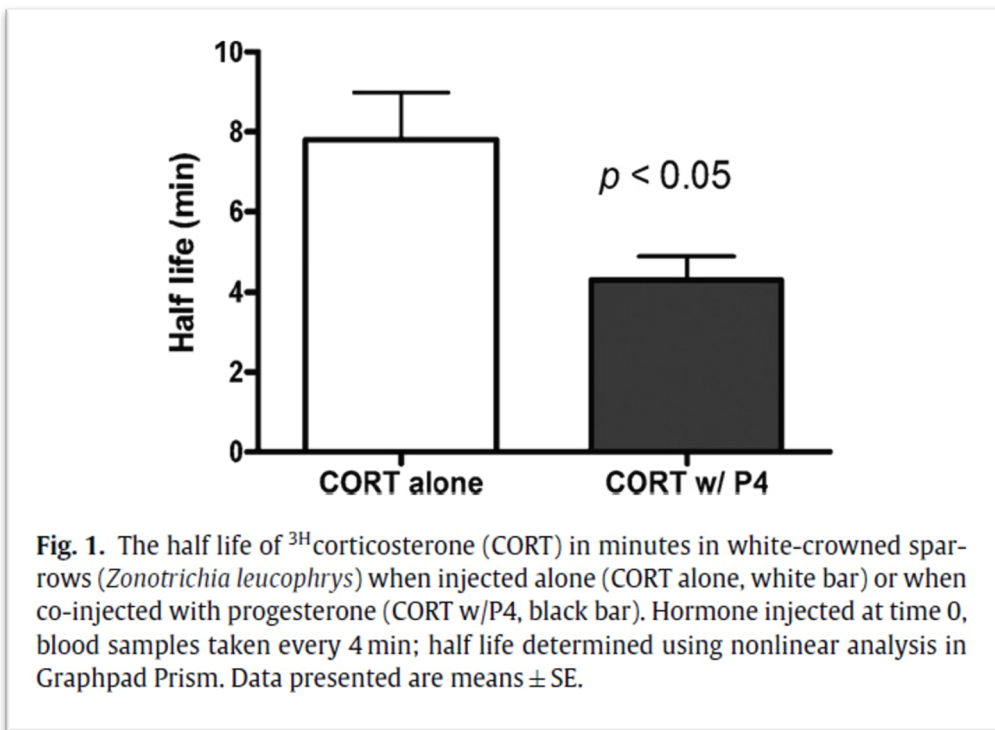 10
8
6
4
2
0
Half life (min)
p < 0.05
CORT alone
CORT w/ P4
Fig. 1. The half life of ³ᴴcorticosterone (CORT) in minutes in white-crowned spar-
rows (Zonotrichia leucophrys) when injected alone (CORT alone, white bar) or when
co-injected with progesterone (CORT w/P4, black bar). Hormone injected at time 0,
blood samples taken every 4 min; half life determined using nonlinear analysis in
Graphpad Prism. Data presented are means ± SE.